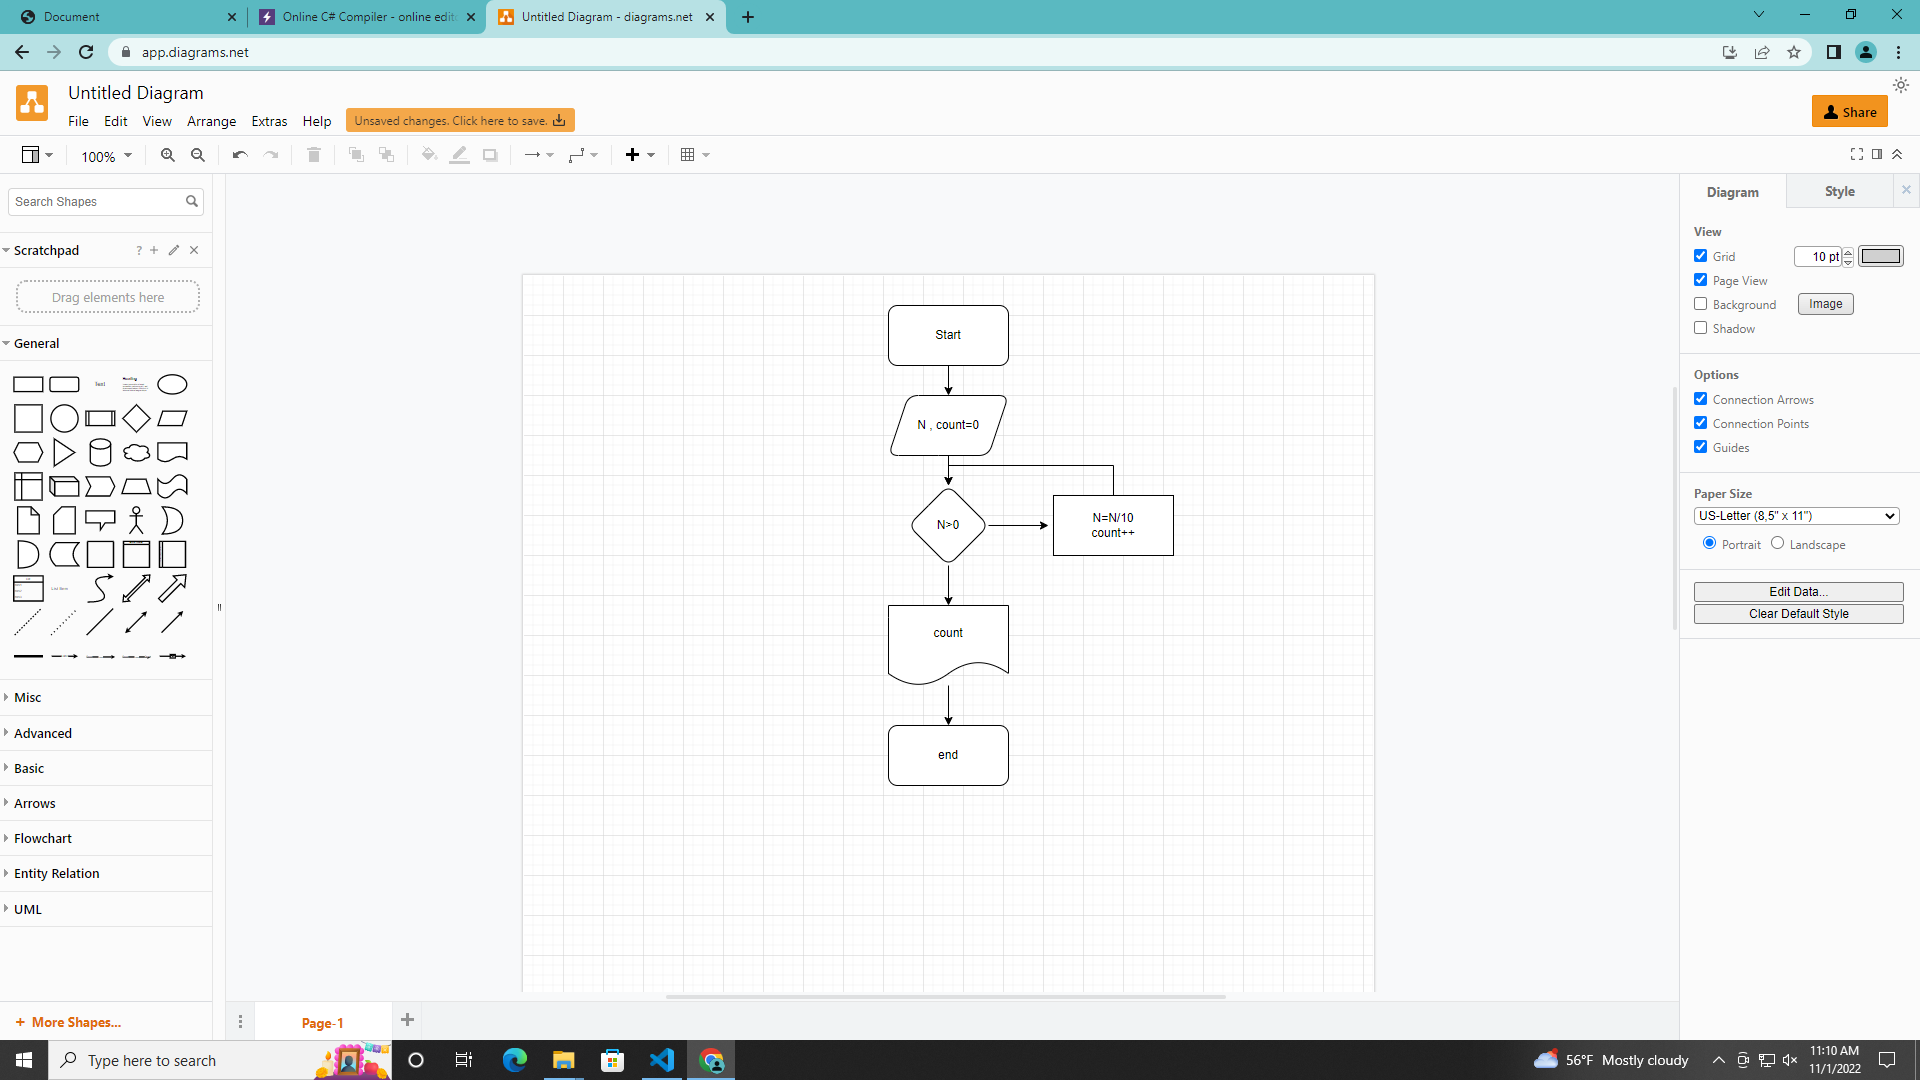 Document
Online C# Compiler - online edit
Untitled Diagram - diagrams.net
app.diagrams.net
Untitled Diagram
File Edit View Arrange Extras Help
Unsaved changes. Click here to save.
Share
100%
Search Shapes
Scratchpad
?
Drag elements here
General
Text
Heading
List Item
Misc
Advanced
Basic
Arrows
Flowchart
Entity Relation
UML
+ More Shapes...
Start
N , count=0
N>0
N=N/10
count++
count
end
Page-1
Diagram
Style
View
Grid
10 pt
Page View
Background
Image
Shadow
Options
Connection Arrows
Connection Points
Guides
Paper Size
US-Letter (8,5" x 11")
Portrait
Landscape
Edit Data...
Clear Default Style
Type here to search
56°F Mostly cloudy
11:10 AM
11/1/2022